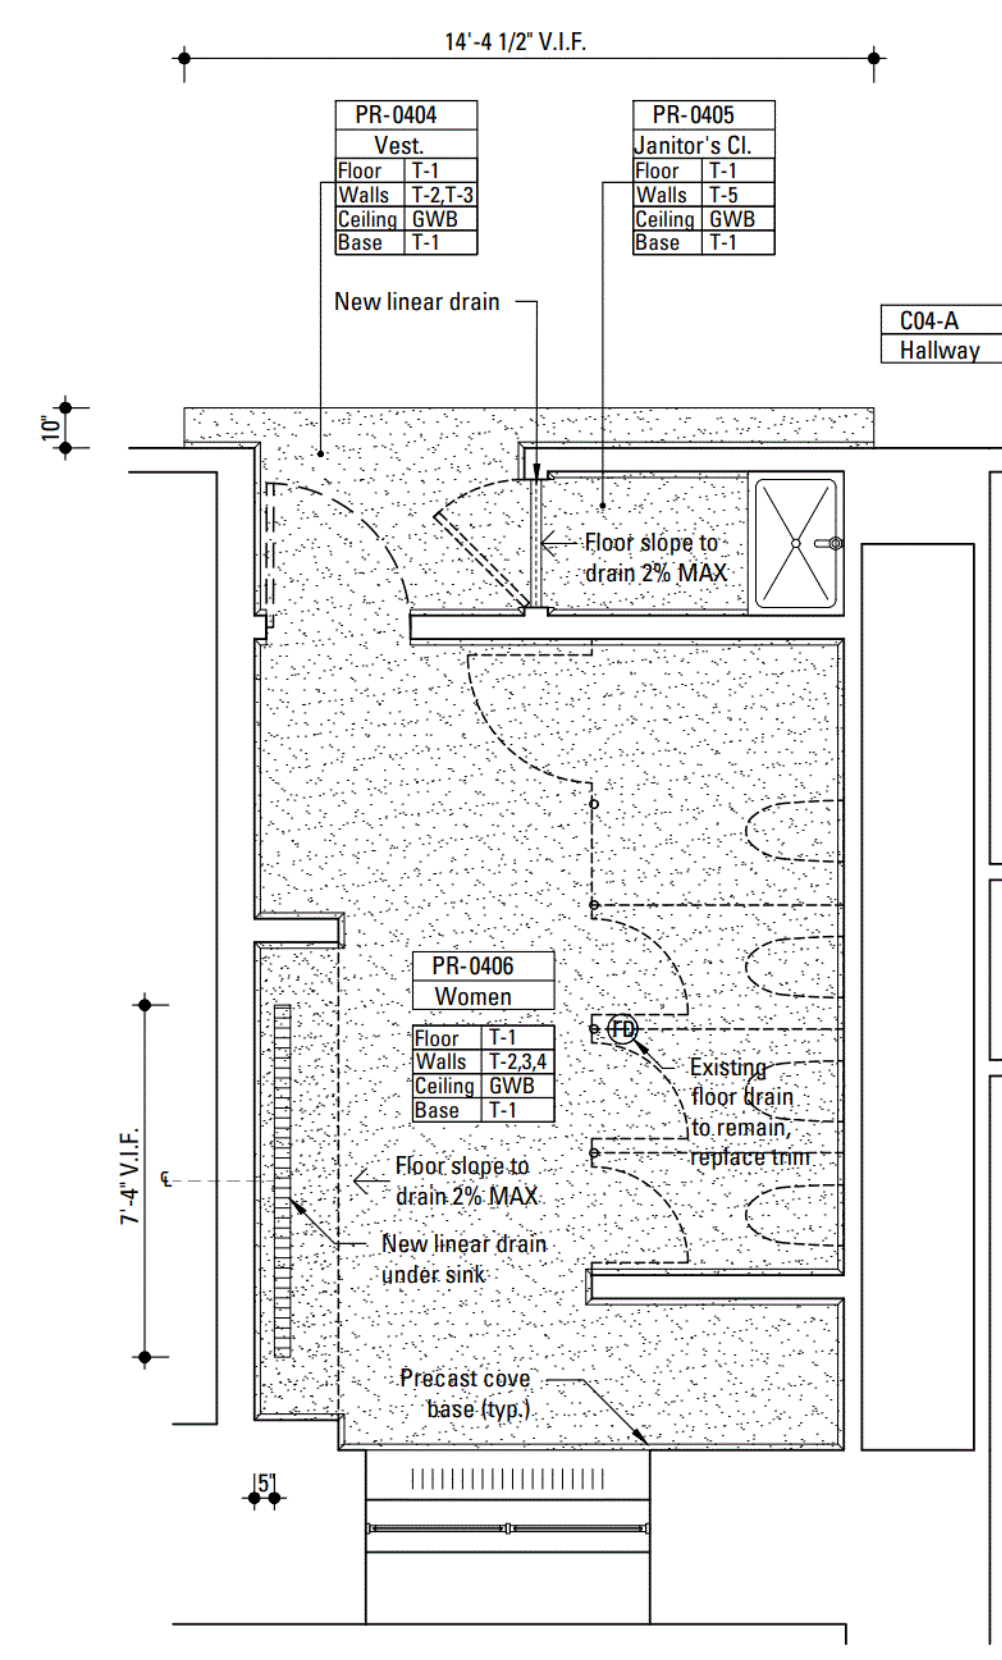 14'-4 1/2" V.I.F.
PR-0404
Vest.
Floor T-1
Walls T-2,T-3
Ceiling GWB
Base T-1
PR-0405
Janitor's Cl.
Floor T-1
Walls T-5
Ceiling GWB
Base T-1
New linear drain
C04-A
Hallway
10"
Floor slope to
drain 2% MAX
PR-0406
Women
Floor T-1
Walls T-2,3,4
Ceiling GWB
Base T-1
FD
Existing
floor drain
to remain,
replace trim
7'-4" V.I.F.
℄
Floor slope to
drain 2% MAX
New linear drain
under sink
Precast cove
base (typ.)
5"